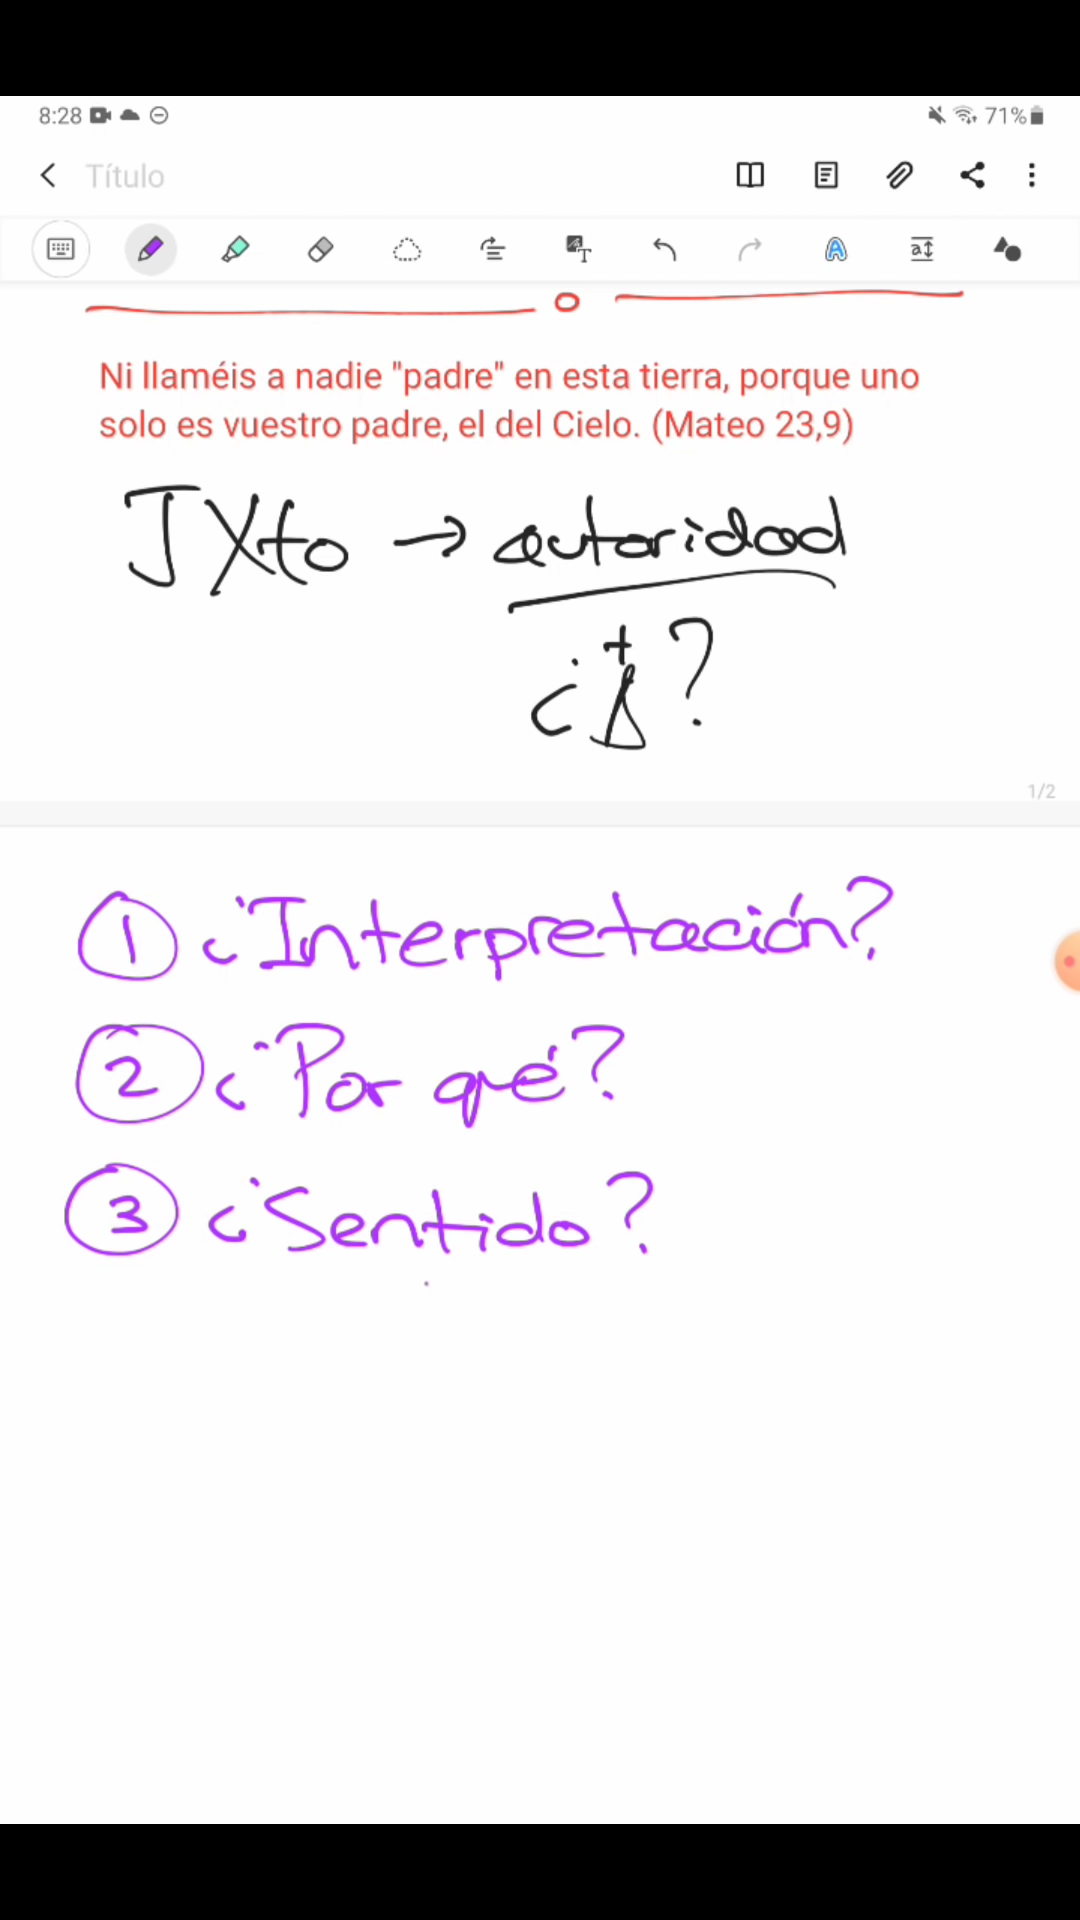 8:28
71%
Título
Ni llaméis a nadie "padre" en esta tierra, porque uno
solo es vuestro padre, el del Cielo. (Mateo 23,9)
JXto → autoridad
¿ ?
1/2
1 ¿Interpretación?
2 ¿Por qué?
3 ¿Sentido?